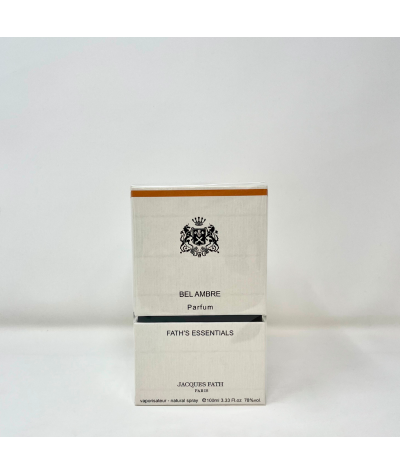 BEL AMBRE
Parfum
FATH'S ESSENTIALS
JACQUES FATH
PARIS
vaporisateur - natural spray ℮100ml 3.33 Fl.oz 78%vol